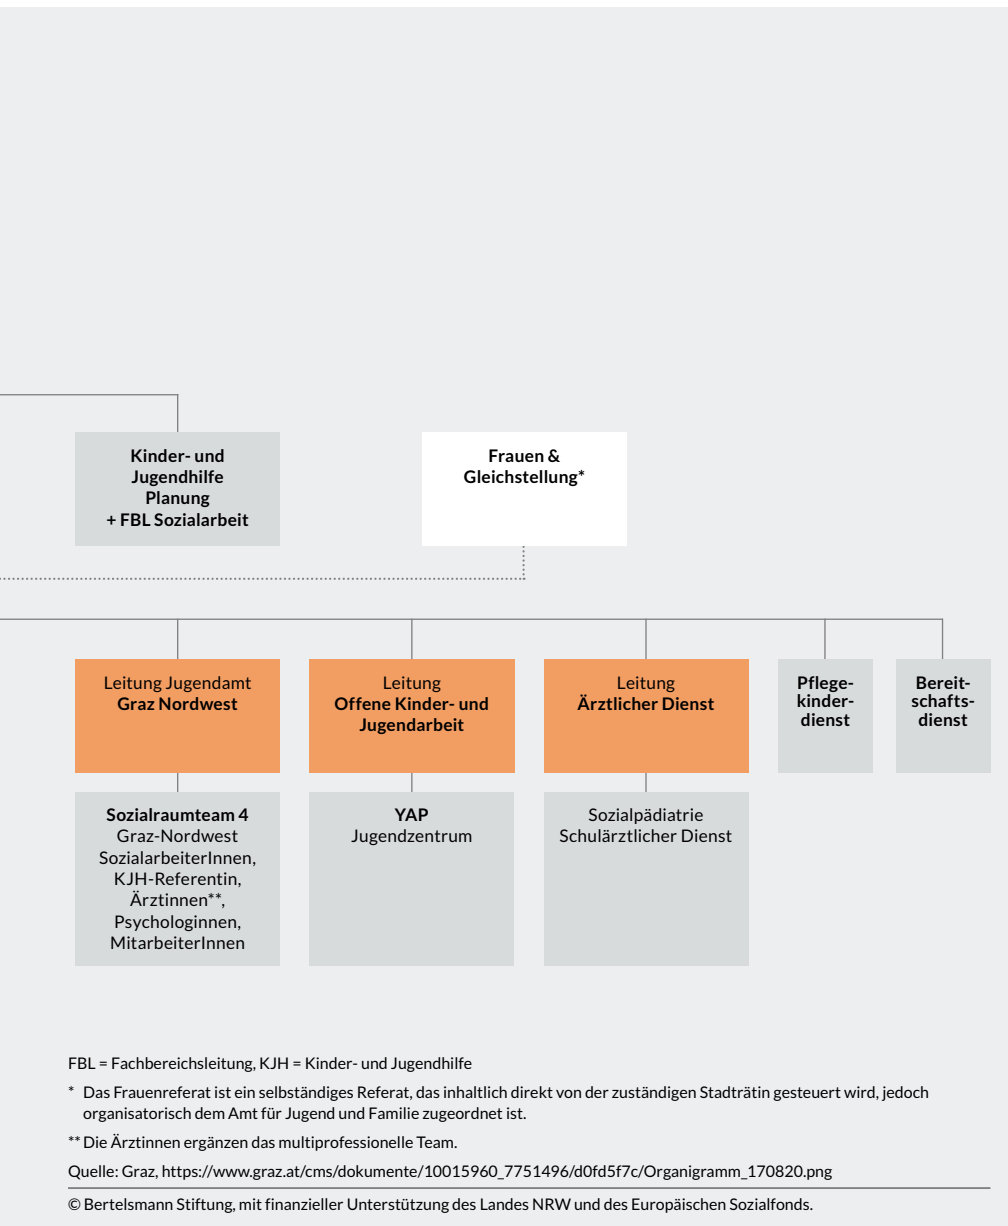 Kinder- und
Jugendhilfe
Planung
+ FBL Sozialarbeit
Frauen &
Gleichstellung*
Leitung Jugendamt
Graz Nordwest
Leitung
Offene Kinder- und
Jugendarbeit
Leitung
Ärztlicher Dienst
Pflege-
kinder-
dienst
Bereit-
schafts-
dienst
Sozialraumteam 4
Graz-Nordwest
SozialarbeiterInnen,
KJH-Referentin,
Ärztinnen**,
Psychologinnen,
MitarbeiterInnen
YAP
Jugendzentrum
Sozialpädiatrie
Schulärztlicher Dienst
FBL = Fachbereichsleitung, KJH = Kinder- und Jugendhilfe
* Das Frauenreferat ist ein selbständiges Referat, das inhaltlich direkt von der zuständigen Stadträtin gesteuert wird, jedoch
organisatorisch dem Amt für Jugend und Familie zugeordnet ist.
** Die Ärztinnen ergänzen das multiprofessionelle Team.
Quelle: Graz, https://www.graz.at/cms/dokumente/10015960_7751496/d0fd5f7c/Organigramm_170820.png
© Bertelsmann Stiftung, mit finanzieller Unterstützung des Landes NRW und des Europäischen Sozialfonds.